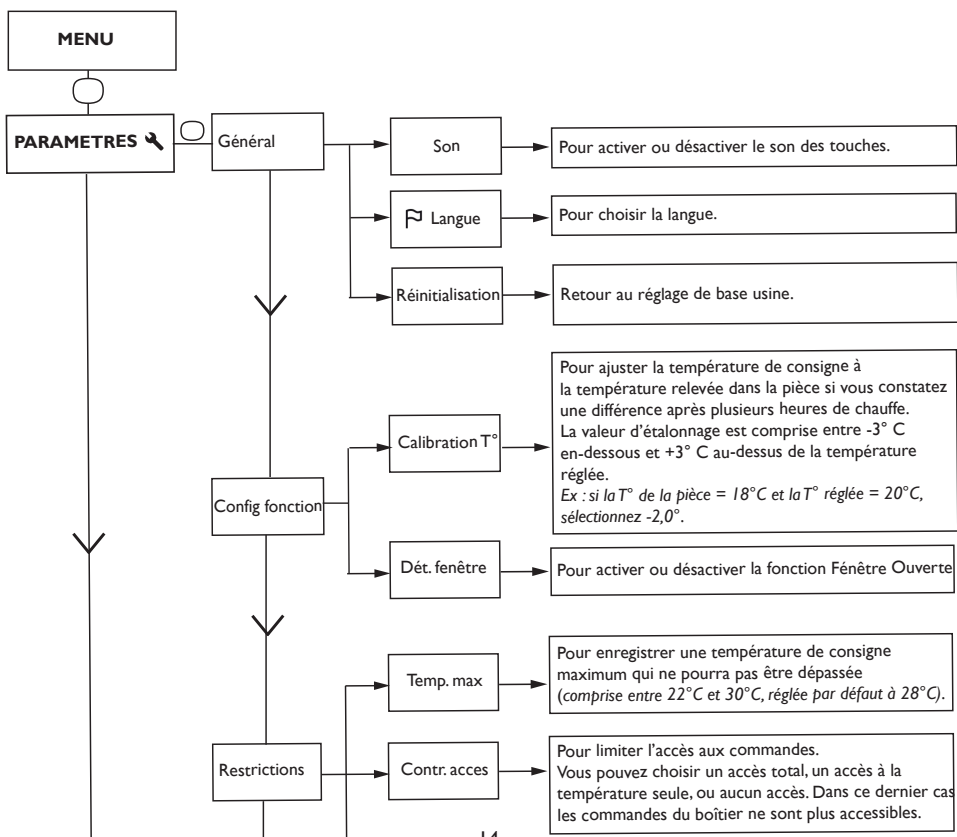 MENU
PARAMETRES
Général
Son
Pour activer ou désactiver le son des touches.
Langue
Pour choisir la langue.
Réinitialisation
Retour au réglage de base usine.
Config fonction
Calibration T°
Pour ajuster la température de consigne à
la température relevée dans la pièce si vous constatez
une différence après plusieurs heures de chauffe.
La valeur d'étalonnage est comprise entre -3° C
en-dessous et +3° C au-dessus de la température
réglée.
Ex : si la T° de la pièce = 18°C et la T° réglée = 20°C,
sélectionnez -2,0°.
Dét. fenêtre
Pour activer ou désactiver la fonction Fénêtre Ouverte
Restrictions
Temp. max
Pour enregistrer une température de consigne
maximum qui ne pourra pas être dépassée
(comprise entre 22°C et 30°C, réglée par défaut à 28°C).
Contr. acces
Pour limiter l'accès aux commandes.
Vous pouvez choisir un accès total, un accès à la
température seule, ou aucun accès. Dans ce dernier cas
les commandes du boîtier ne sont plus accessibles.